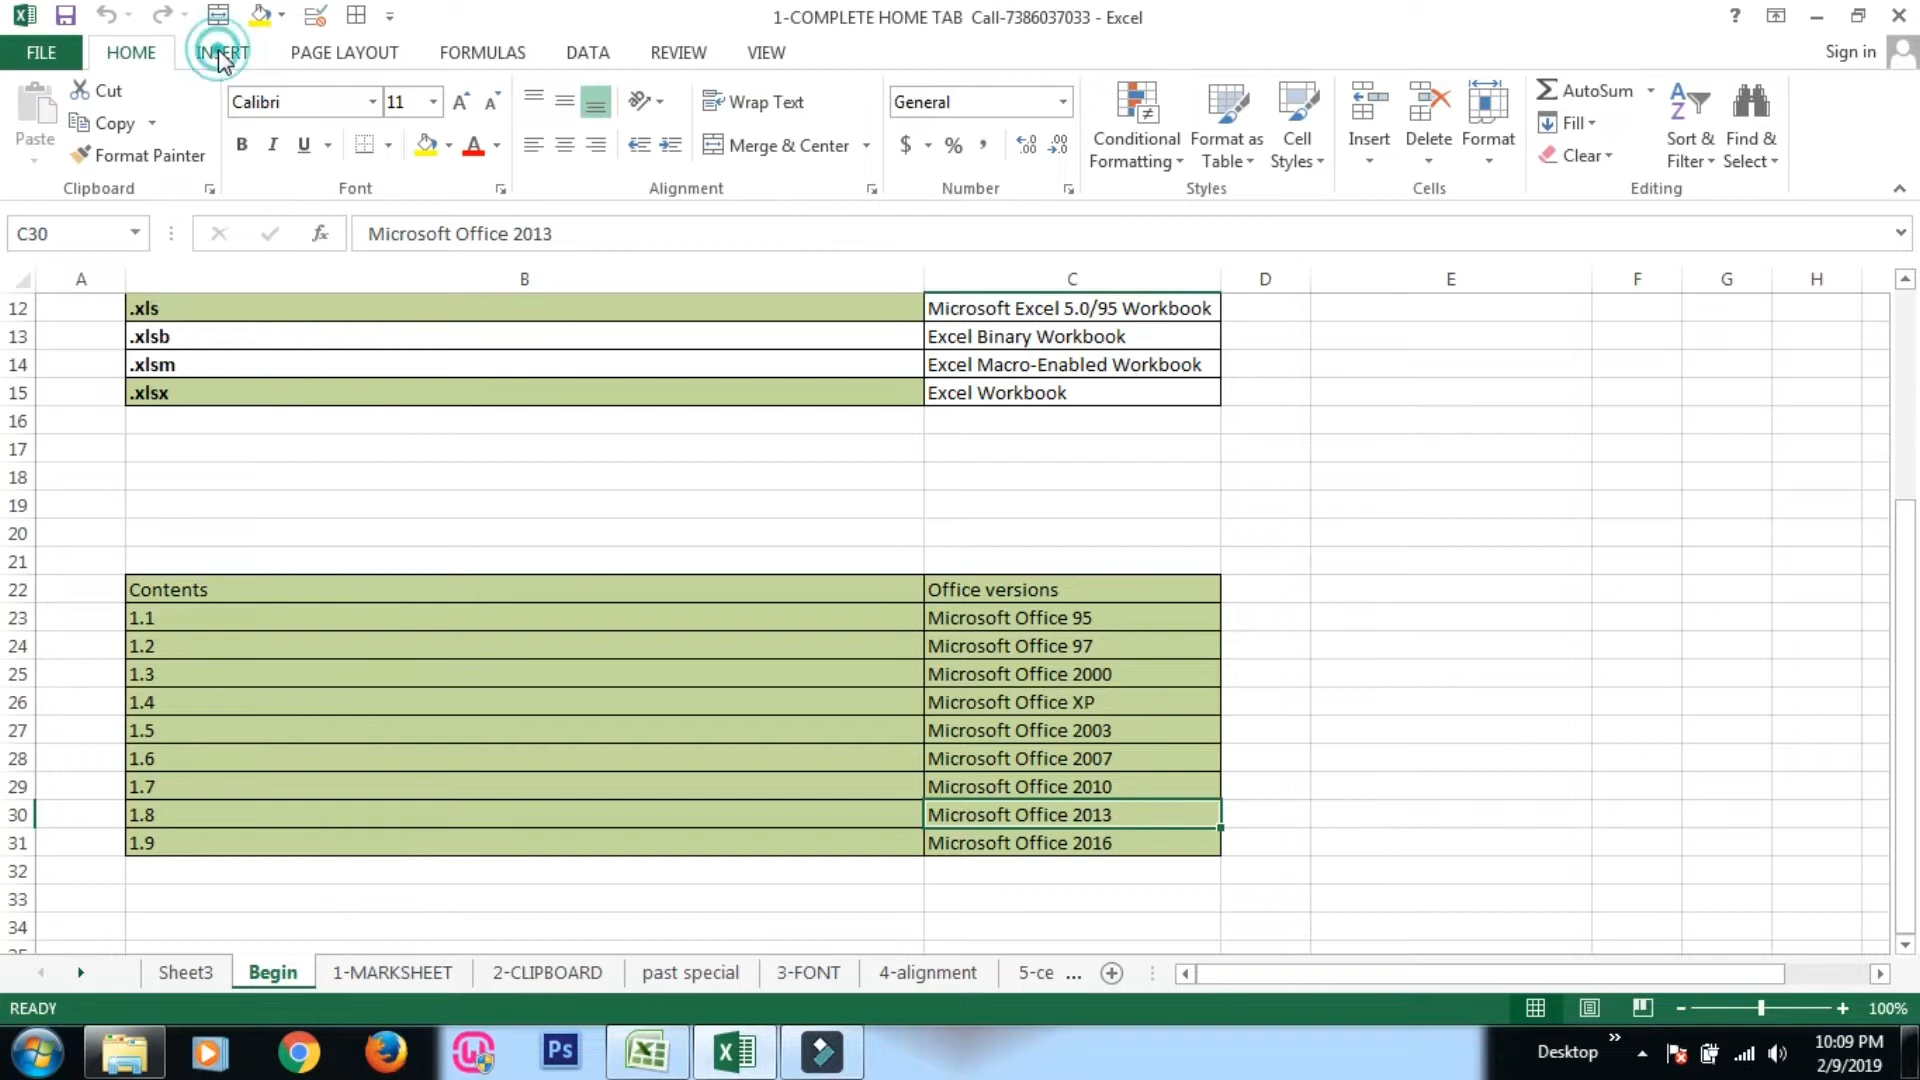 1-COMPLETE HOME TAB Call-7386037033 - Excel
?
FILE HOME INSERT PAGE LAYOUT FORMULAS DATA REVIEW VIEW Sign in
Paste
Cut
Copy
Format Painter
Clipboard
Calibri 11
B I U A
Font
Wrap Text
Merge & Center
Alignment
General
$ % ,
Number
Conditional Formatting
Format as Table
Cell Styles
Styles
Insert
Delete
Format
Cells
AutoSum
Fill
Clear
Sort & Filter
Find & Select
Editing
C30 fx Microsoft Office 2013
A B C D E F G H
12 .xls Microsoft Excel 5.0/95 Workbook
13 .xlsb Excel Binary Workbook
14 .xlsm Excel Macro-Enabled Workbook
15 .xlsx Excel Workbook
16
17
18
19
20
21
22 Contents Office versions
23 1.1 Microsoft Office 95
24 1.2 Microsoft Office 97
25 1.3 Microsoft Office 2000
26 1.4 Microsoft Office XP
27 1.5 Microsoft Office 2003
28 1.6 Microsoft Office 2007
29 1.7 Microsoft Office 2010
30 1.8 Microsoft Office 2013
31 1.9 Microsoft Office 2016
32
33
34
Sheet3 Begin 1-MARKSHEET 2-CLIPBOARD past special 3-FONT 4-alignment 5-ce ...
READY 100%
Ps
Desktop
10:09 PM
2/9/2019